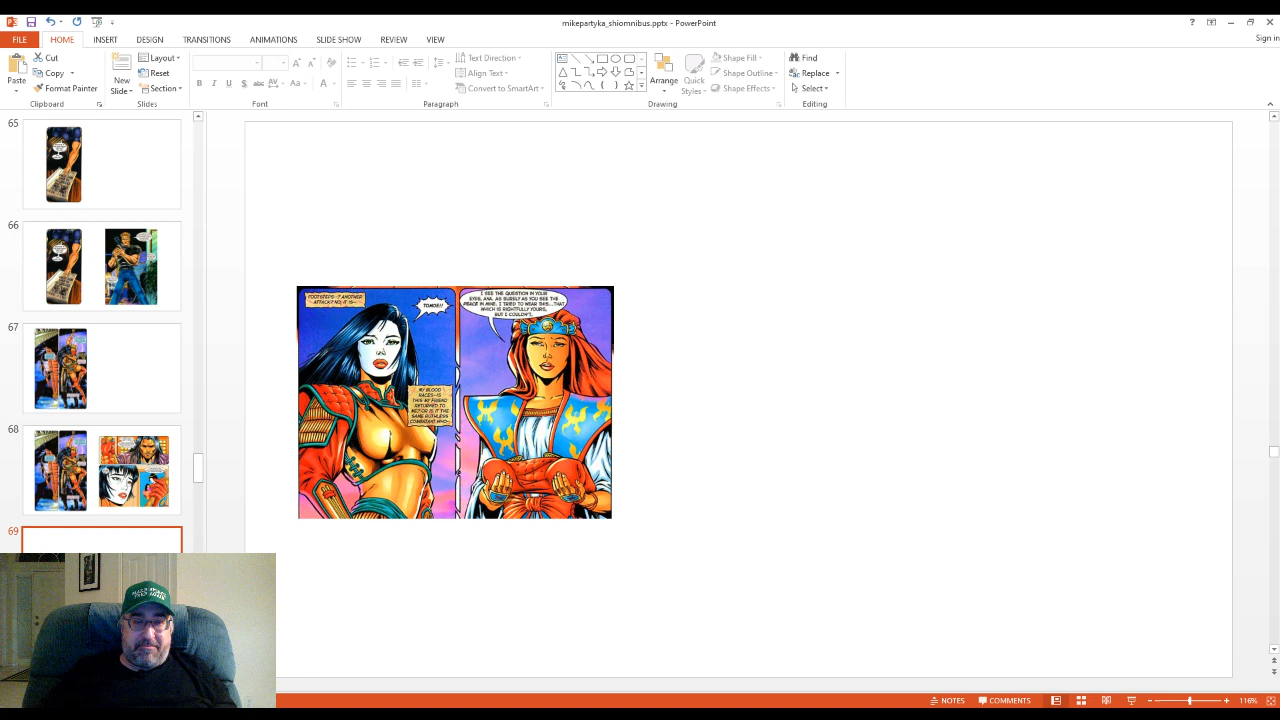 mikepartyka_shiomnibus.pptx - PowerPoint
Sign in
FILE HOME INSERT DESIGN TRANSITIONS ANIMATIONS SLIDE SHOW REVIEW VIEW
Paste
Cut
Copy
Format Painter
Clipboard
New
Slide
Layout
Reset
Section
Slides
B I U S abc AV Aa A
Font
Text Direction
Align Text
Convert to SmartArt
Paragraph
Arrange
Quick
Styles
Shape Fill
Shape Outline
Shape Effects
Drawing
Find
Replace
Select
Editing
65
66
67
68
69
FOOTSTEPS--? ANOTHER
ATTACK? NO, IT IS--
TOMOE!!
MY BLOOD
RACES--IS
THIS MY FRIEND
RETURNED TO
ME? OR IS IT THE
SAME RUTHLESS
COMBATANT WHO--
I SEE THE QUESTION IN YOUR
EYES, ANA, AS SURELY AS YOU SEE THE
PEACE IN MINE. I TRIED TO WEAR THIS...THAT
WHICH IS RIGHTFULLY YOURS,
BUT I COULDN'T.
NOTES COMMENTS 116%